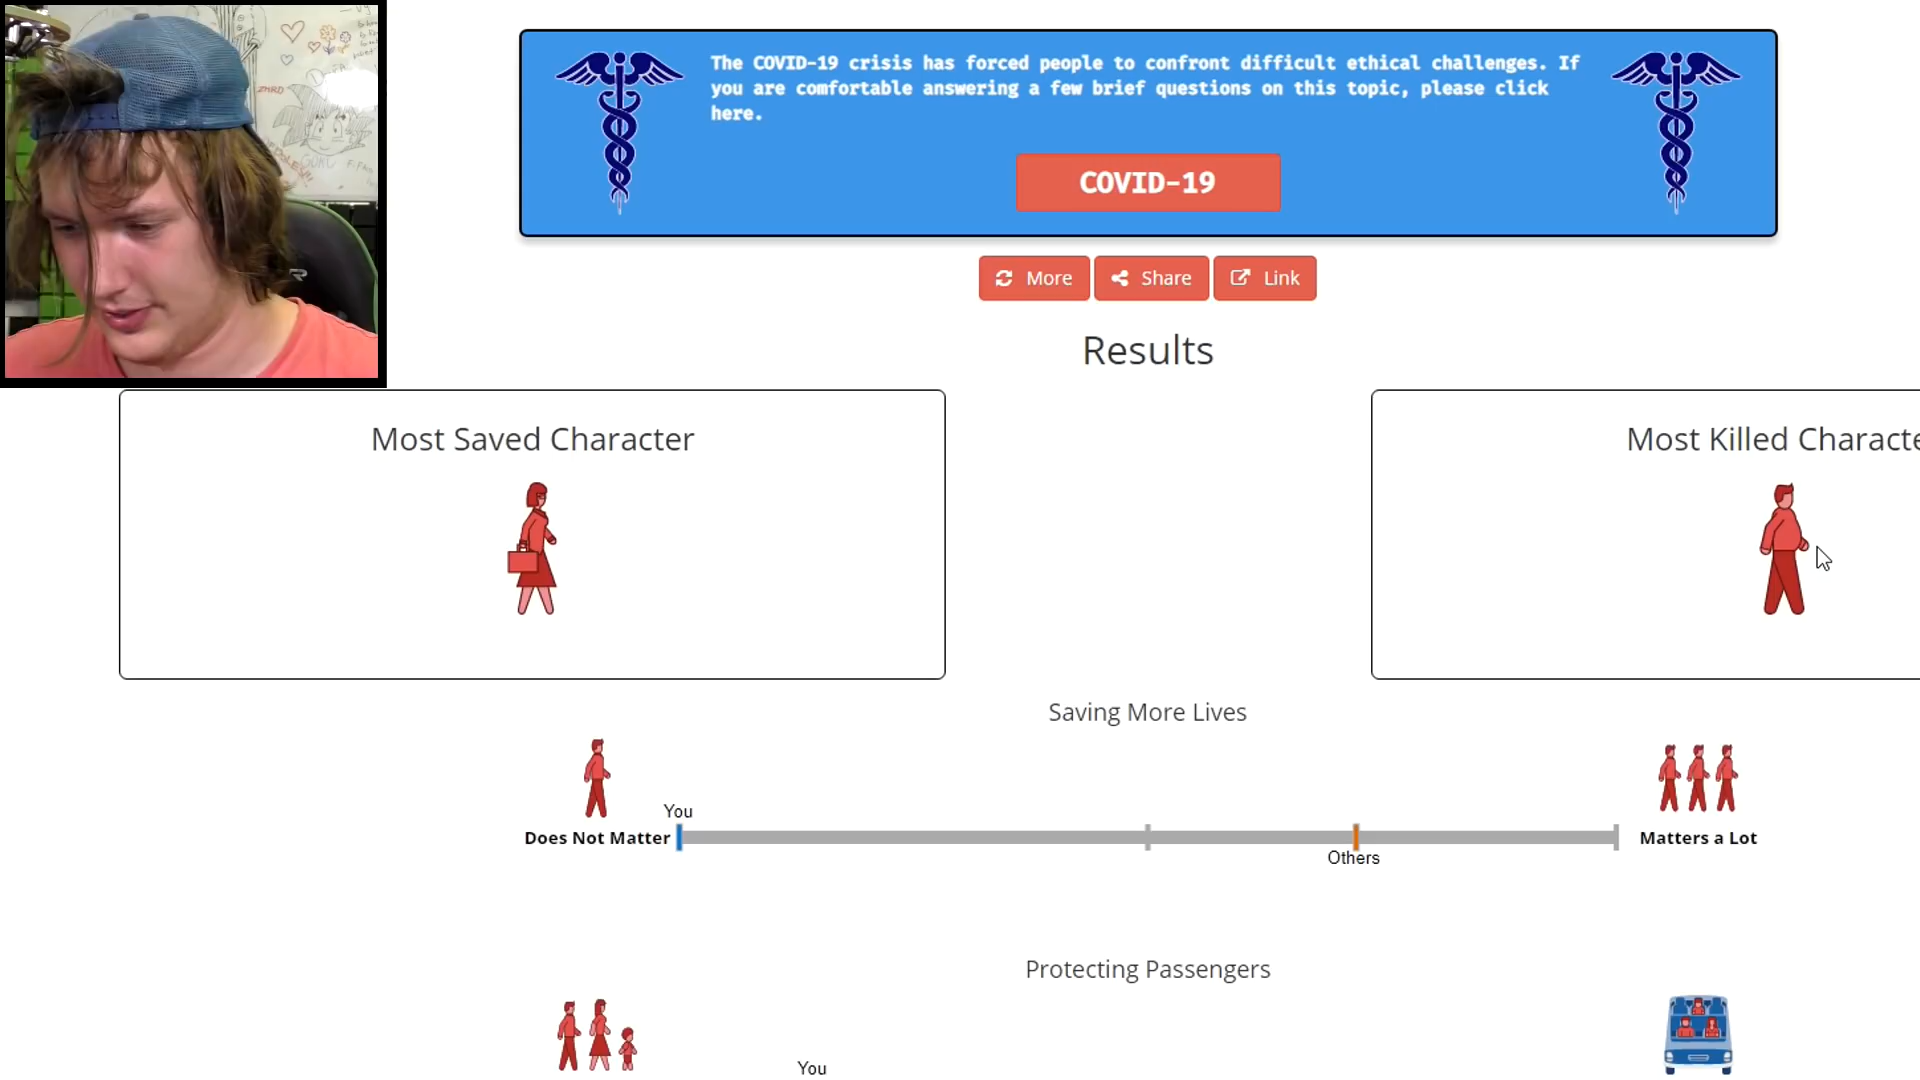 The COVID-19 crisis has forced people to confront difficult ethical challenges. If
you are comfortable answering a few brief questions on this topic, please click
here.
COVID-19
More
Share
Link
Results
Most Saved Character
Most Killed Characte
Saving More Lives
You
Does Not Matter
Matters a Lot
Others
Protecting Passengers
You